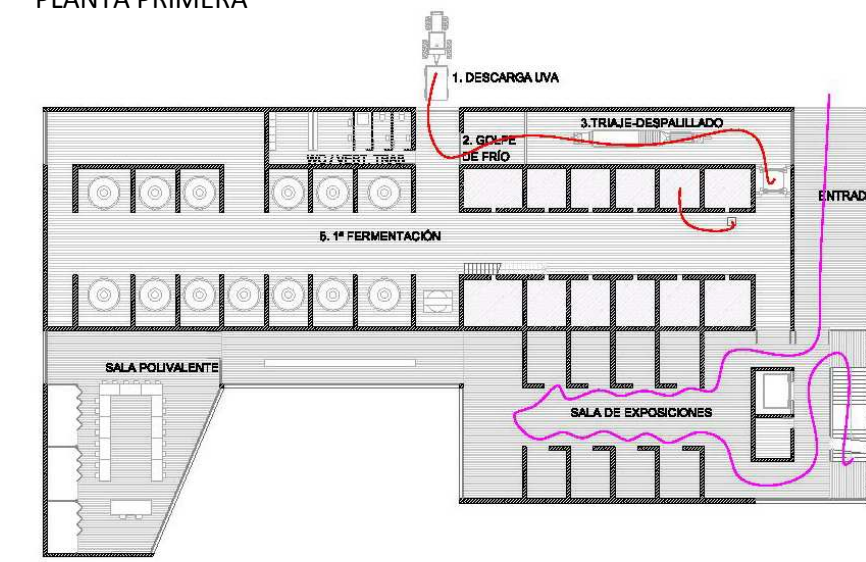 PLANTA PRIMERA
1. DESCARGA UVA
3.TRIAJE-DESPALILLADO
2. GOLPE
DE FRÍO
WC / VERT. TRAB.
ENTRAD
5. 1ª FERMENTACIÓN
SALA POLIVALENTE
SALA DE EXPOSICIONES